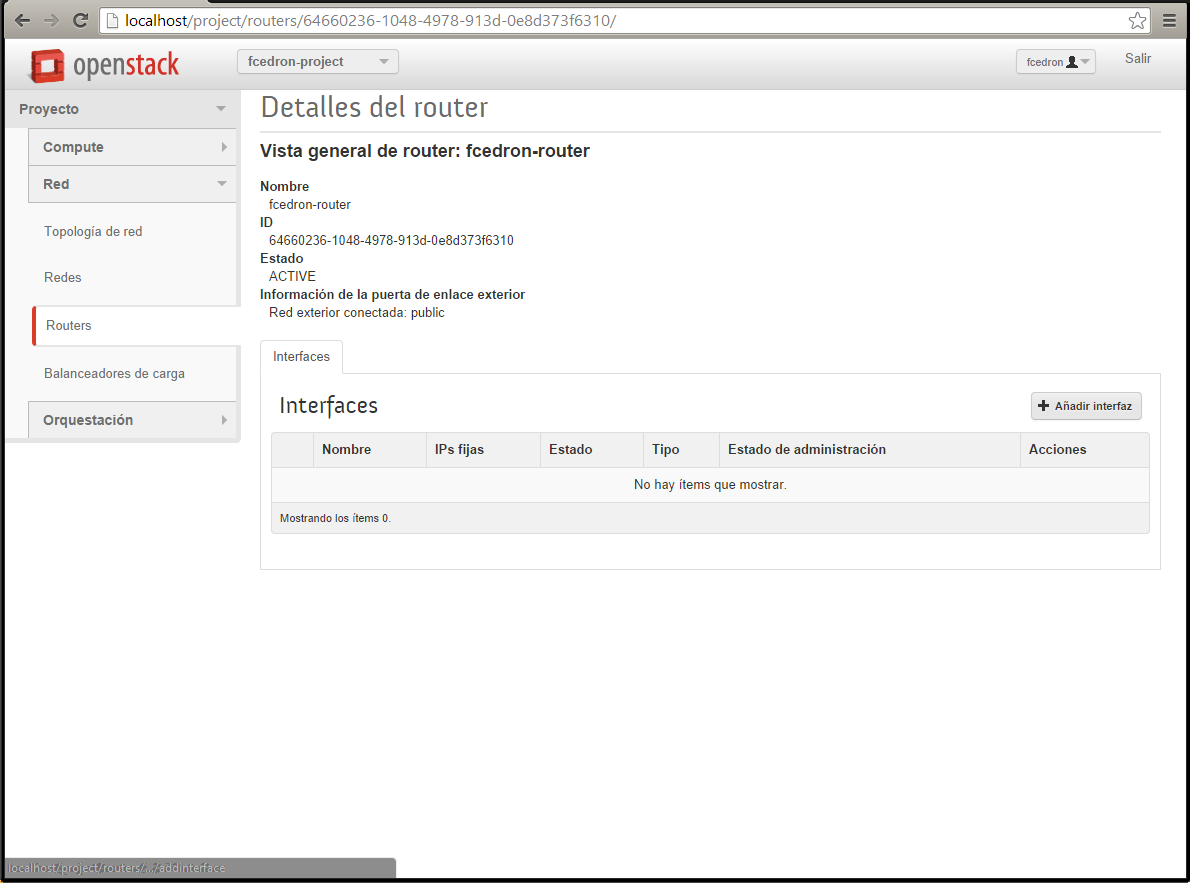 localhost/project/routers/64660236-1048-4978-913d-0e8d373f6310/
openstack
fcedron-project
fcedron
Salir
Proyecto
Compute
Red
Topología de red
Redes
Routers
Balanceadores de carga
Orquestación
Detalles del router
Vista general de router: fcedron-router
Nombre
fcedron-router
ID
64660236-1048-4978-913d-0e8d373f6310
Estado
ACTIVE
Información de la puerta de enlace exterior
Red exterior conectada: public
Interfaces
Interfaces
Añadir interfaz
Nombre IPs fijas Estado Tipo Estado de administración Acciones
No hay ítems que mostrar.
Mostrando los ítems 0.
localhost/project/routers/.../addinterface